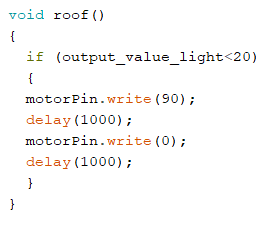 void roof()
{
  if (output_value_light<20)
  {
  motorPin.write(90);
  delay(1000);
  motorPin.write(0);
  delay(1000);
  }
}